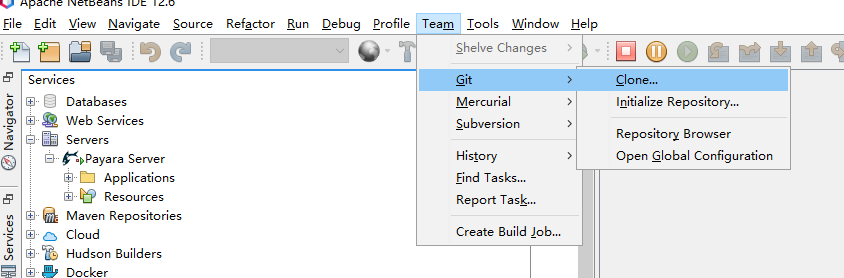 Apache NetBeans IDE 12.6
File Edit View Navigate Source Refactor Run Debug Profile Team Tools Window Help
Shelve Changes
Services
Git
Clone...
Databases
Mercurial
Initialize Repository...
Web Services
Subversion
Servers
Repository Browser
Payara Server
History
Open Global Configuration
Applications
Find Tasks...
Resources
Report Task...
Maven Repositories
Cloud
Create Build Job...
Hudson Builders
Docker
Navigator
Services